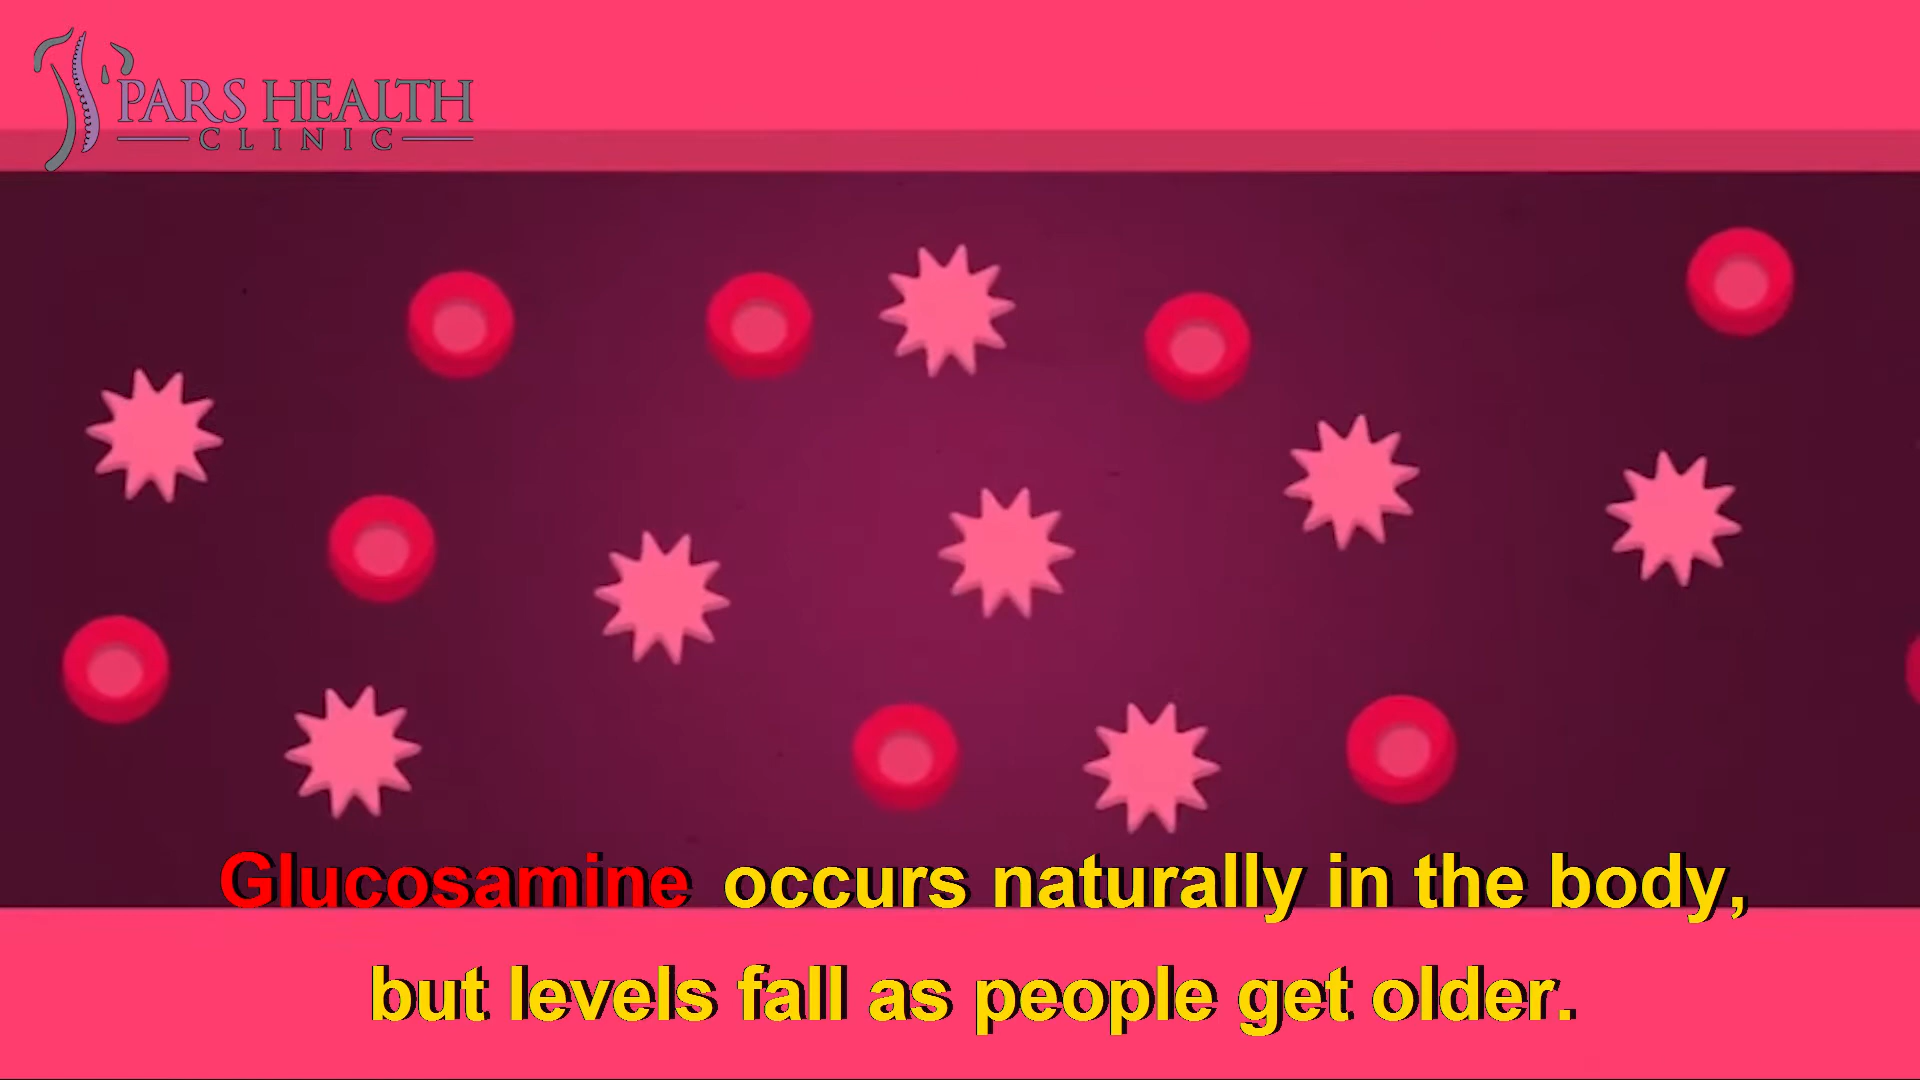 PARS HEALTH
CLINIC
Glucosamine occurs naturally in the body,
but levels fall as people get older.